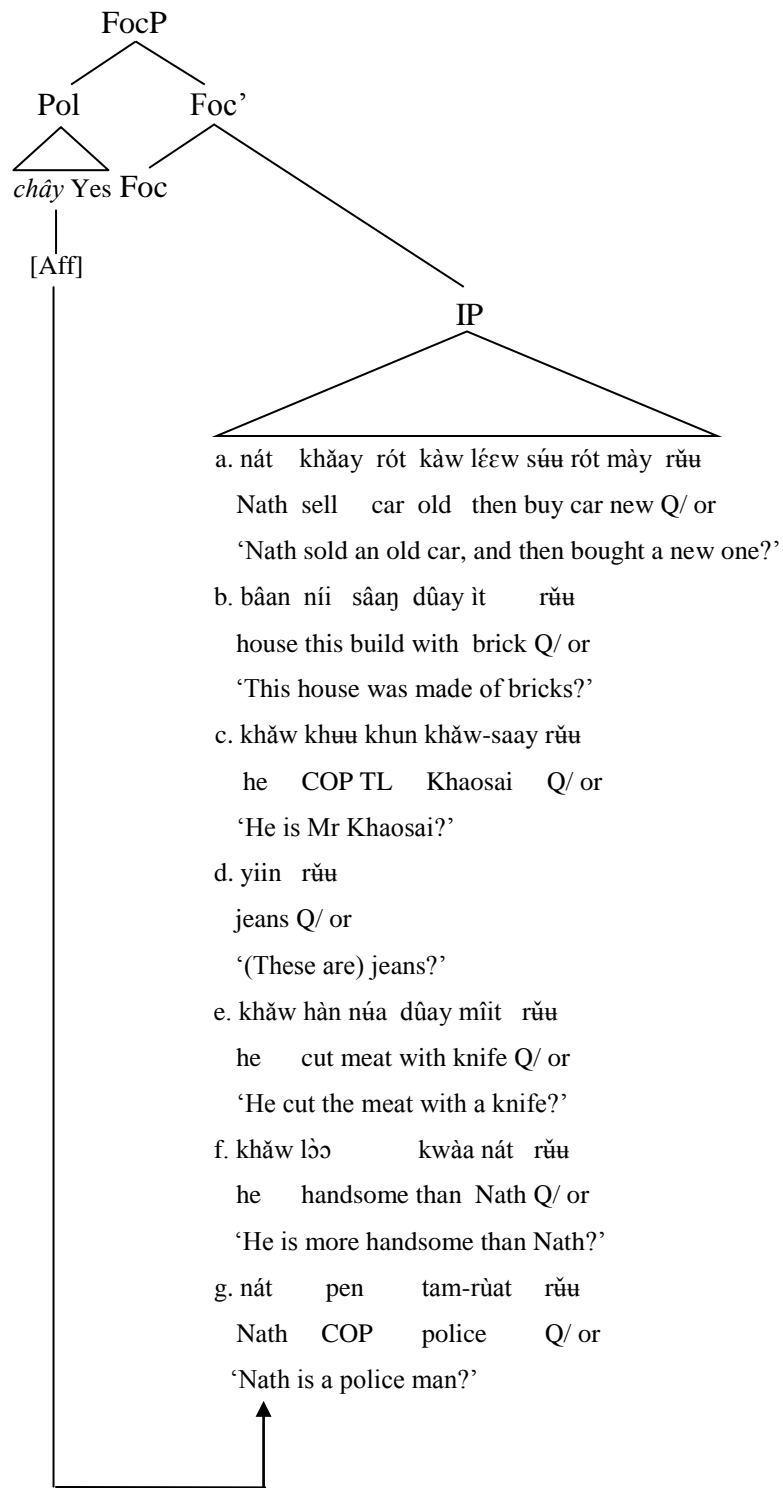 FocP
Pol Foc’
chây Yes Foc
[Aff]
IP
a. nát khǎay rót kàw lɛ́ɛw sʉ́ʉ rót mày rʉ̌ʉ
Nath sell car old then buy car new Q/ or
‘Nath sold an old car, and then bought a new one?’
b. bâan níi sâaŋ dûay ìt rʉ̌ʉ
house this build with brick Q/ or
‘This house was made of bricks?’
c. khǎw khʉʉ khun khǎw-saay rʉ̌ʉ
he COP TL Khaosai Q/ or
‘He is Mr Khaosai?’
d. yiin rʉ̌ʉ
jeans Q/ or
‘(These are) jeans?’
e. khǎw hàn nʉ́a dûay mîit rʉ̌ʉ
he cut meat with knife Q/ or
‘He cut the meat with a knife?’
f. khǎw lɔ̀ɔ kwàa nát rʉ̌ʉ
he handsome than Nath Q/ or
‘He is more handsome than Nath?’
g. nát pen tam-rùat rʉ̌ʉ
Nath COP police Q/ or
‘Nath is a police man?’